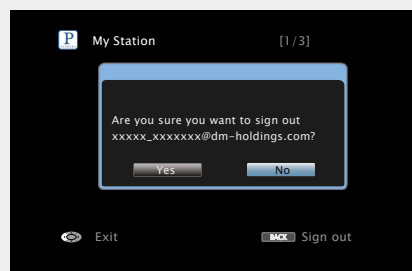 P
My Station
[1/3]
Are you sure you want to sign out
xxxxx_xxxxxxx@dm-holdings.com?
Yes
No
Exit
BACK Sign out